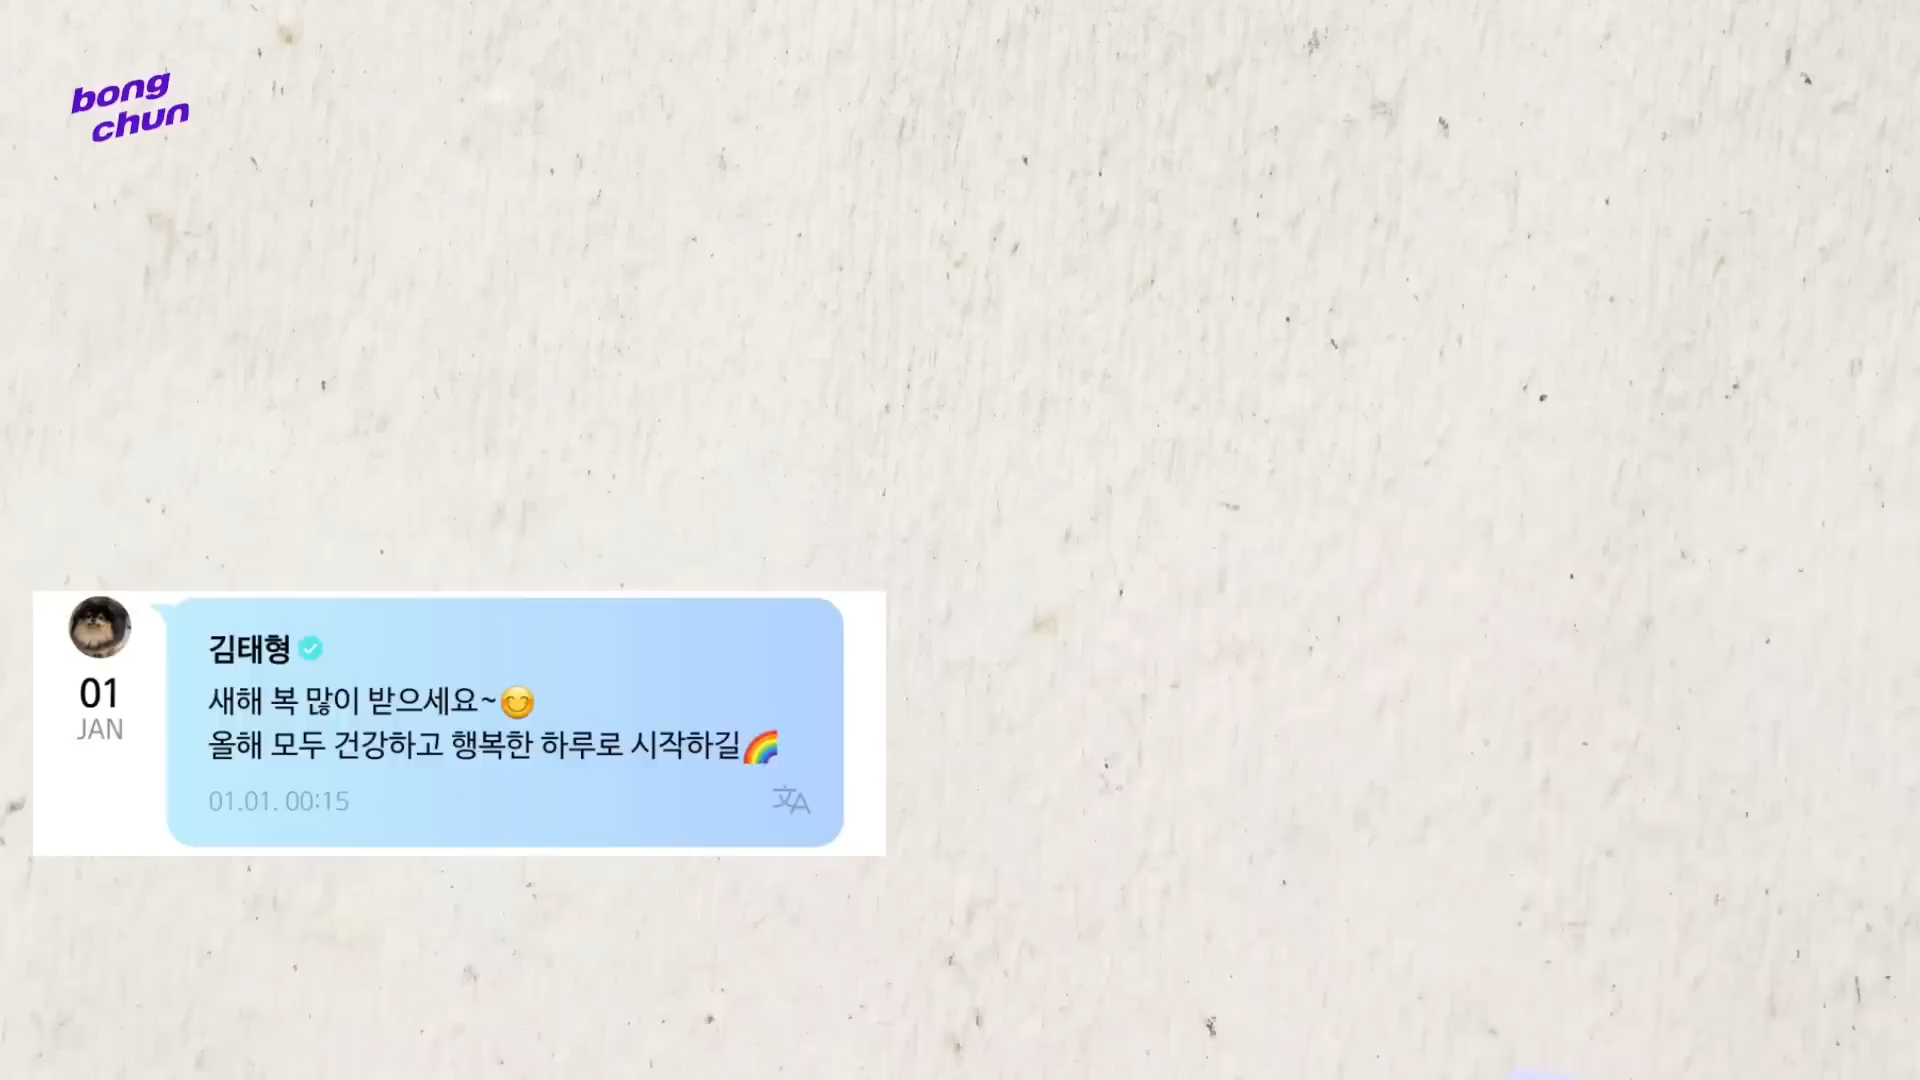 bong
chun
김태형
01
JAN
새해 복 많이 받으세요~😊
올해 모두 건강하고 행복한 하루로 시작하길🌈
01.01. 00:15
文A